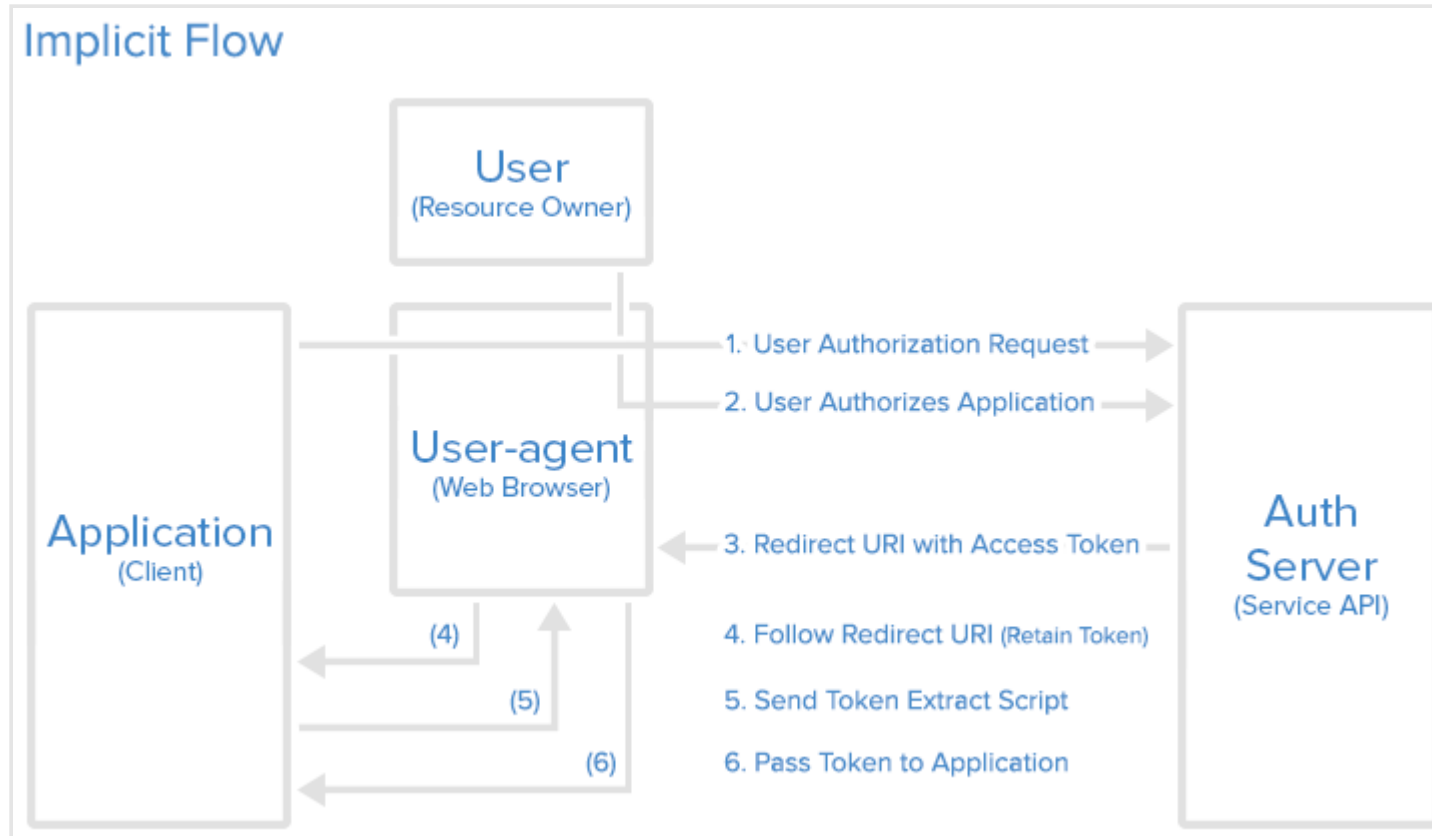 Implicit Flow
User
(Resource Owner)
1. User Authorization Request
2. User Authorizes Application
User-agent
(Web Browser)
Application
(Client)
Auth
Server
(Service API)
3. Redirect URI with Access Token
(4)
4. Follow Redirect URI (Retain Token)
(5)
5. Send Token Extract Script
(6)
6. Pass Token to Application